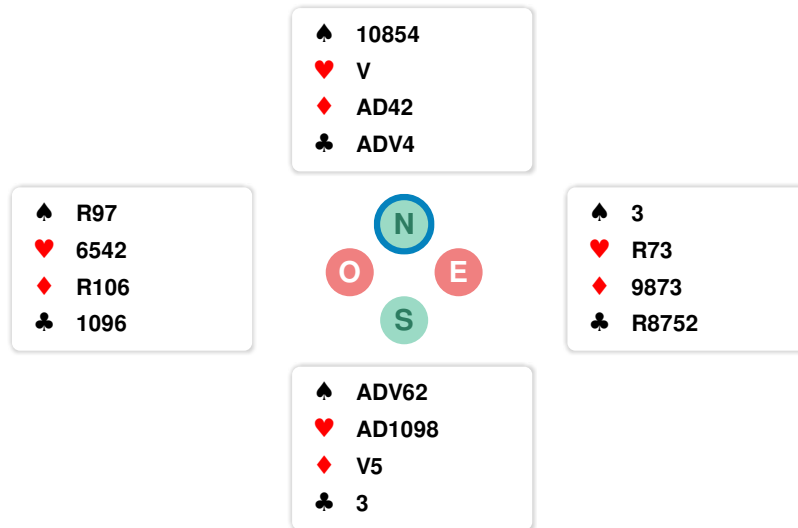 ♠ 10854
♥ V
♦ AD42
♣ ADV4
♠ R97
♥ 6542
♦ R106
♣ 1096
N
O E
S
♠ 3
♥ R73
♦ 9873
♣ R8752
♠ ADV62
♥ AD1098
♦ V5
♣ 3